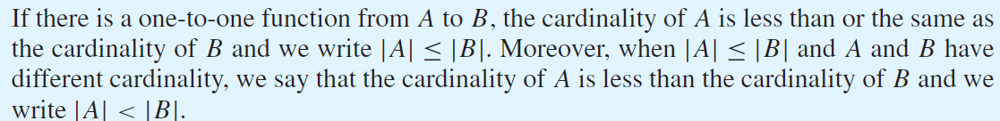 If there is a one-to-one function from A to B, the cardinality of A is less than or the same as
the cardinality of B and we write |A| ≤ |B|. Moreover, when |A| ≤ |B| and A and B have
different cardinality, we say that the cardinality of A is less than the cardinality of B and we
write |A| < |B|.